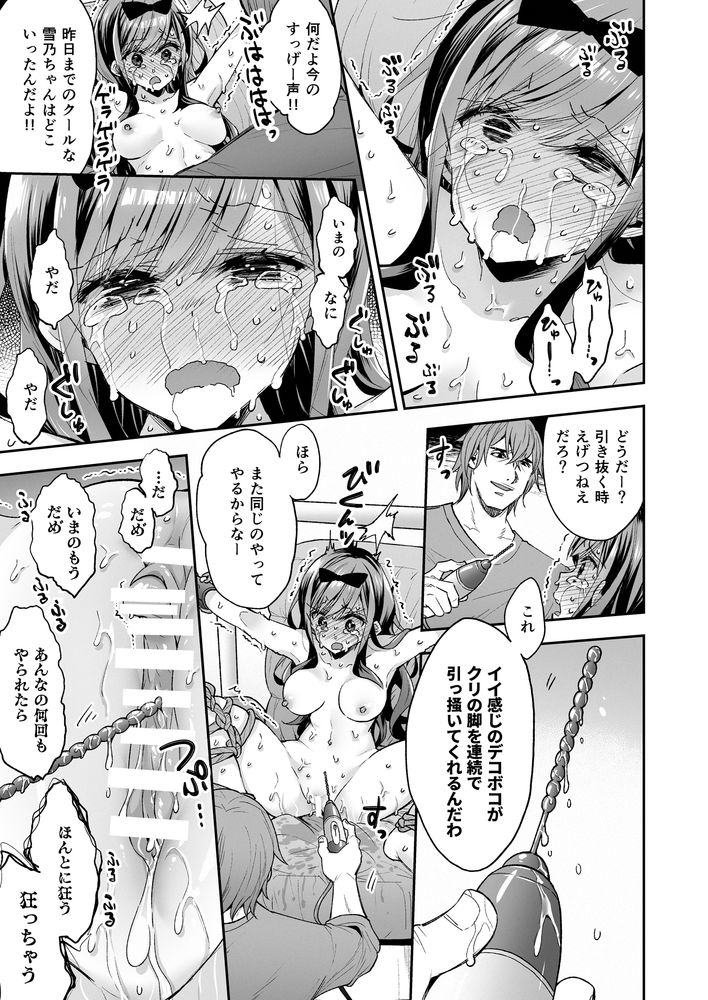 ぶる
ぶる
ぶる
ひゅーーっ
ひゅーーっ
ぶる
ぶる
何だよ今の
すっげー声!!
ぶははははっ
昨日までのクールな
雪乃ちゃんはどこ
いったんだよ!!
ゲラゲラゲラ
いまの
なに
やだ
やだ
ぐしゅ
ぐしゅ
どうだー?
引き抜く時
えげつねえ
だろ?
すっ
これ
イイ感じのデコボコが
クリの脚を連続で
引っ掻いてくれるんだわ
ほら
また同じのやって
やるからなー
びくんッ
すっ
…だ
だめ
いまのもう
だめ
ぶる
ぶる
あんなの何回も
やられたら
ほんとに狂う
狂っちゃう
ぶる
ぶる